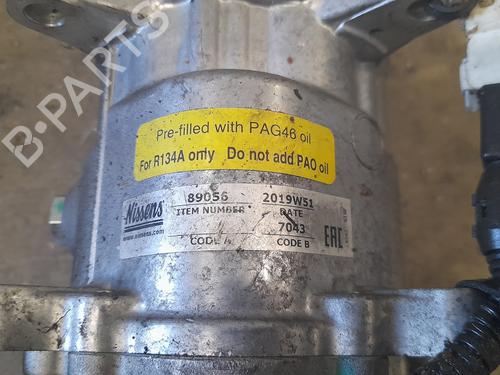 Pre-filled with PAG46 oil
For R134A only Do not add PAO oil
Nissens
www.nissens.com
89056 2019W51
ITEM NUMBER DATE
7043
CODE A CODE B
EAC